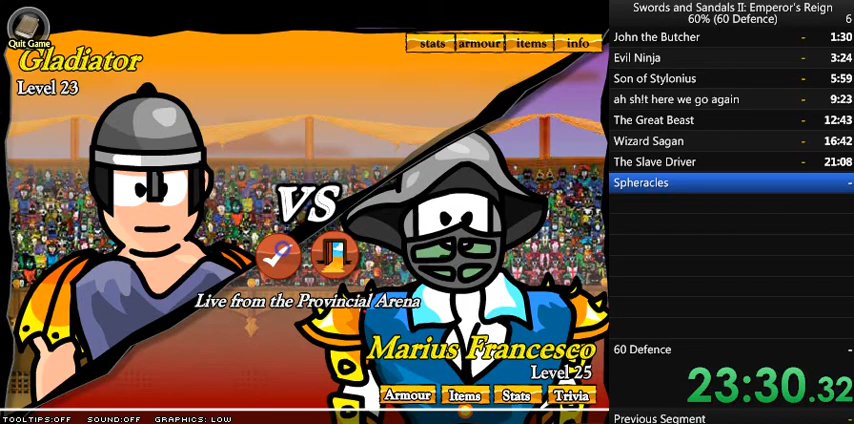 Quit Game
Gladiator
Level 23
stats armour items info
VS
Live from the Provincial Arena
Marius Francesco
Level 25
Armour Items Stats Trivia
TOOLTIPS:OFF SOUND:OFF GRAPHICS: LOW
Swords and Sandals II: Emperor's Reign
60% (60 Defence) 6
John the Butcher - 1:30
Evil Ninja - 3:24
Son of Stylonius - 5:59
ah sh!t here we go again - 9:23
The Great Beast - 12:43
Wizard Sagan - 16:42
The Slave Driver - 21:08
Spheracles -
60 Defence -
23:30.32
Previous Segment -